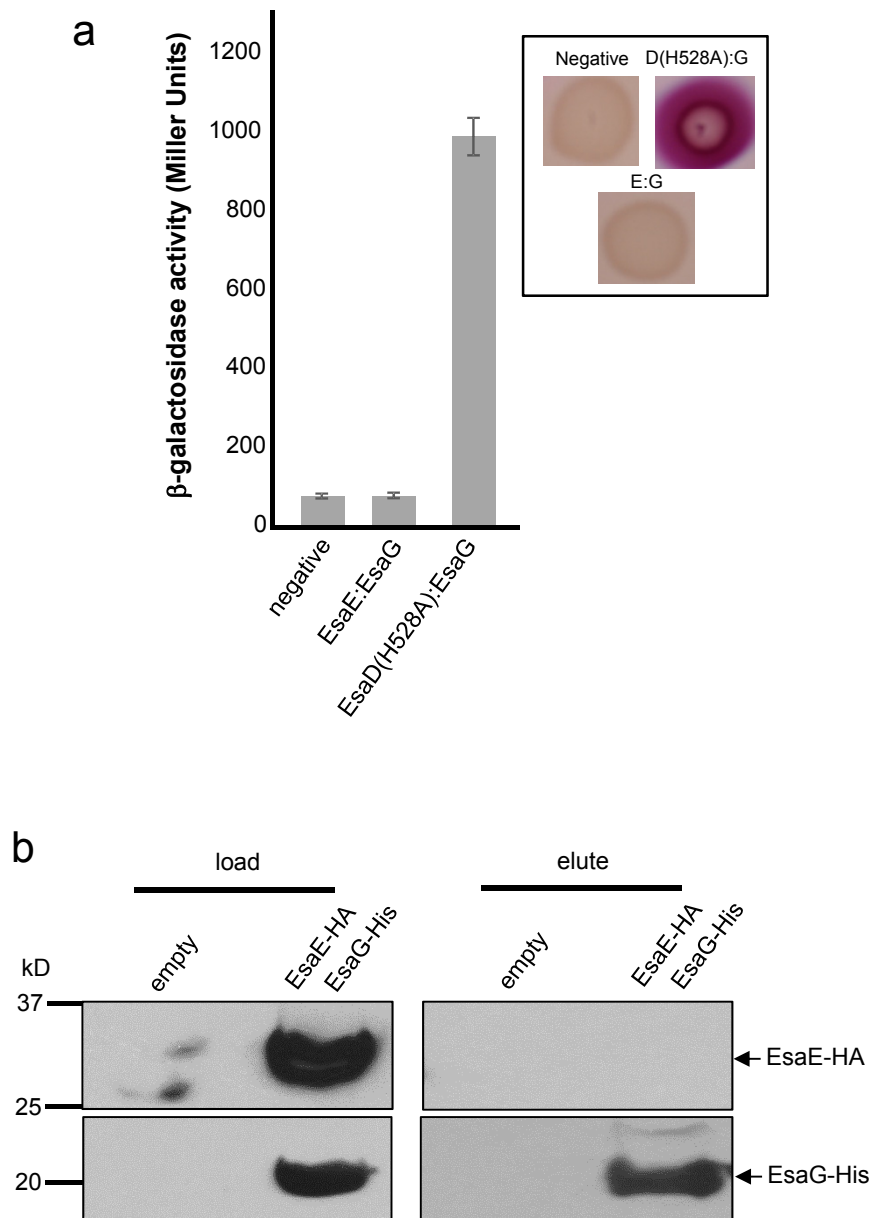 a
β-galactosidase activity (Miller Units)
1200
1000
800
600
400
200
0
negative
EsaE:EsaG
EsaD(H528A):EsaG
Negative D(H528A):G
E:G
b
load
elute
empty
EsaE-HA
EsaG-His
empty
EsaE-HA
EsaG-His
kD
37
25
20
EsaE-HA
EsaG-His